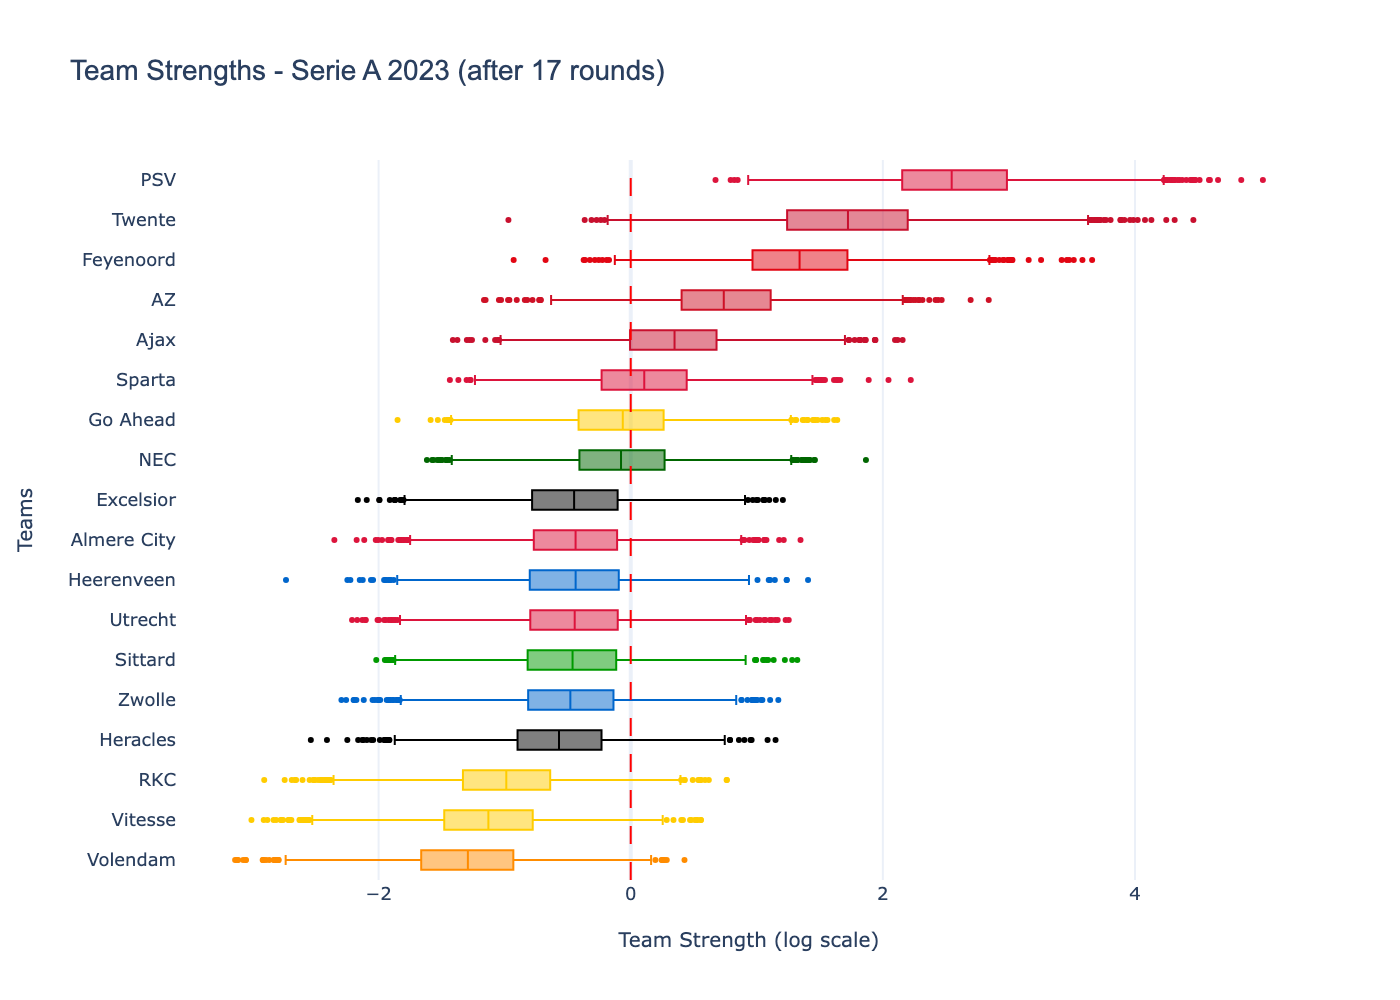 Team Strengths - Serie A 2023 (after 17 rounds)
PSV
Twente
Feyenoord
AZ
Ajax
Sparta
Go Ahead
NEC
Excelsior
Almere City
Heerenveen
Utrecht
Sittard
Zwolle
Heracles
RKC
Vitesse
Volendam
Teams
−2
0
2
4
Team Strength (log scale)